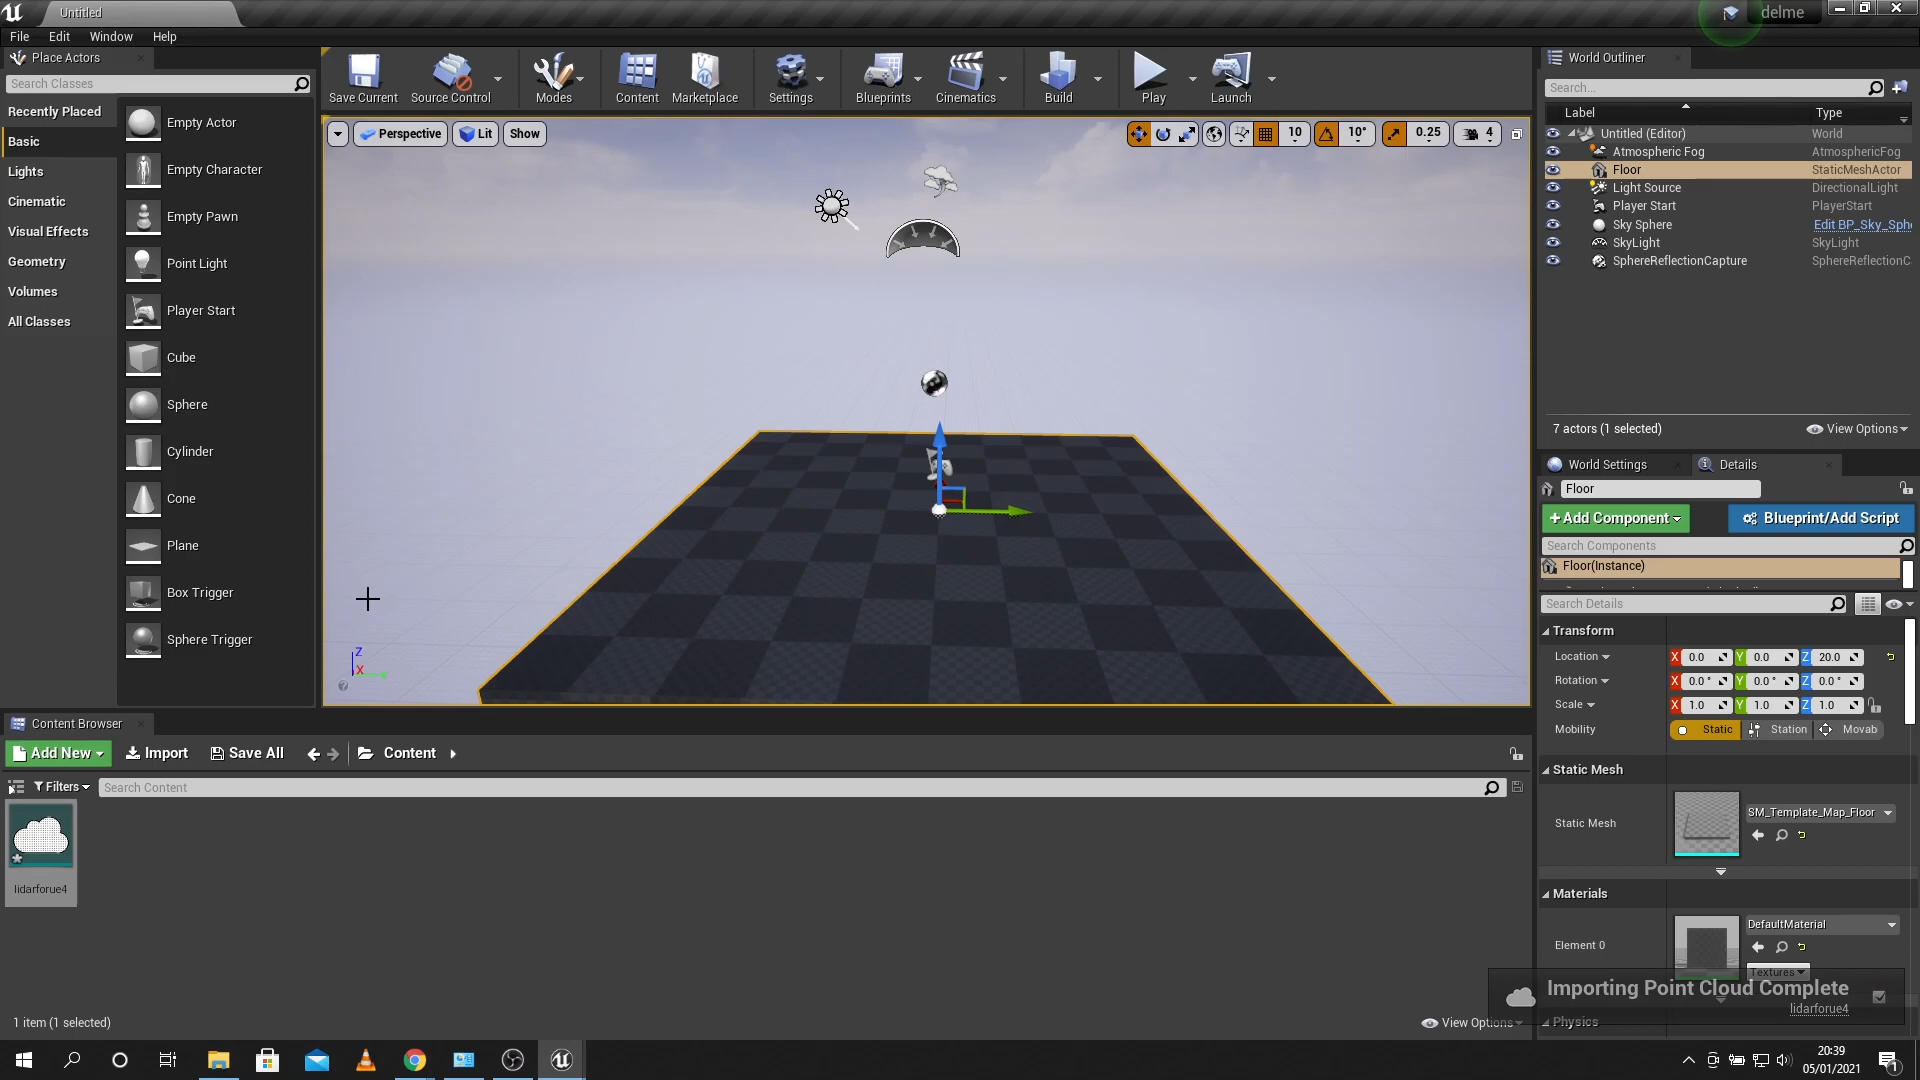 Untitled
delme
File Edit Window Help
Place Actors
Search Classes
Recently Placed
Basic
Lights
Cinematic
Visual Effects
Geometry
Volumes
All Classes
Empty Actor
Empty Character
Empty Pawn
Point Light
Player Start
Cube
Sphere
Cylinder
Cone
Plane
Box Trigger
Sphere Trigger
Save Current Source Control Modes Content Marketplace Settings Blueprints Cinematics Build Play Launch
Perspective Lit Show
10 10° 0.25 4
Z
X
World Outliner
Search...
Label Type
Untitled (Editor) World
Atmospheric Fog AtmosphericFog
Floor StaticMeshActor
Light Source DirectionalLight
Player Start PlayerStart
Sky Sphere Edit BP_Sky_Sph
SkyLight SkyLight
SphereReflectionCapture SphereReflectionC
7 actors (1 selected) View Options
World Settings Details
Floor
+Add Component Blueprint/Add Script
Search Components
Floor(Instance)
Search Details
Transform
Location X 0.0 Y 0.0 Z 20.0
Rotation X 0.0 ° Y 0.0 ° Z 0.0 °
Scale X 1.0 Y 1.0 Z 1.0
Mobility Static Station Movab
Static Mesh
Static Mesh SM_Template_Map_Floor
Materials
Element 0 DefaultMaterial
Textures
Physics
Importing Point Cloud Complete
lidarforue4
Content Browser
Add New Import Save All Content
Filters Search Content
lidarforue4
1 item (1 selected) View Options
20:39
05/01/2021
1